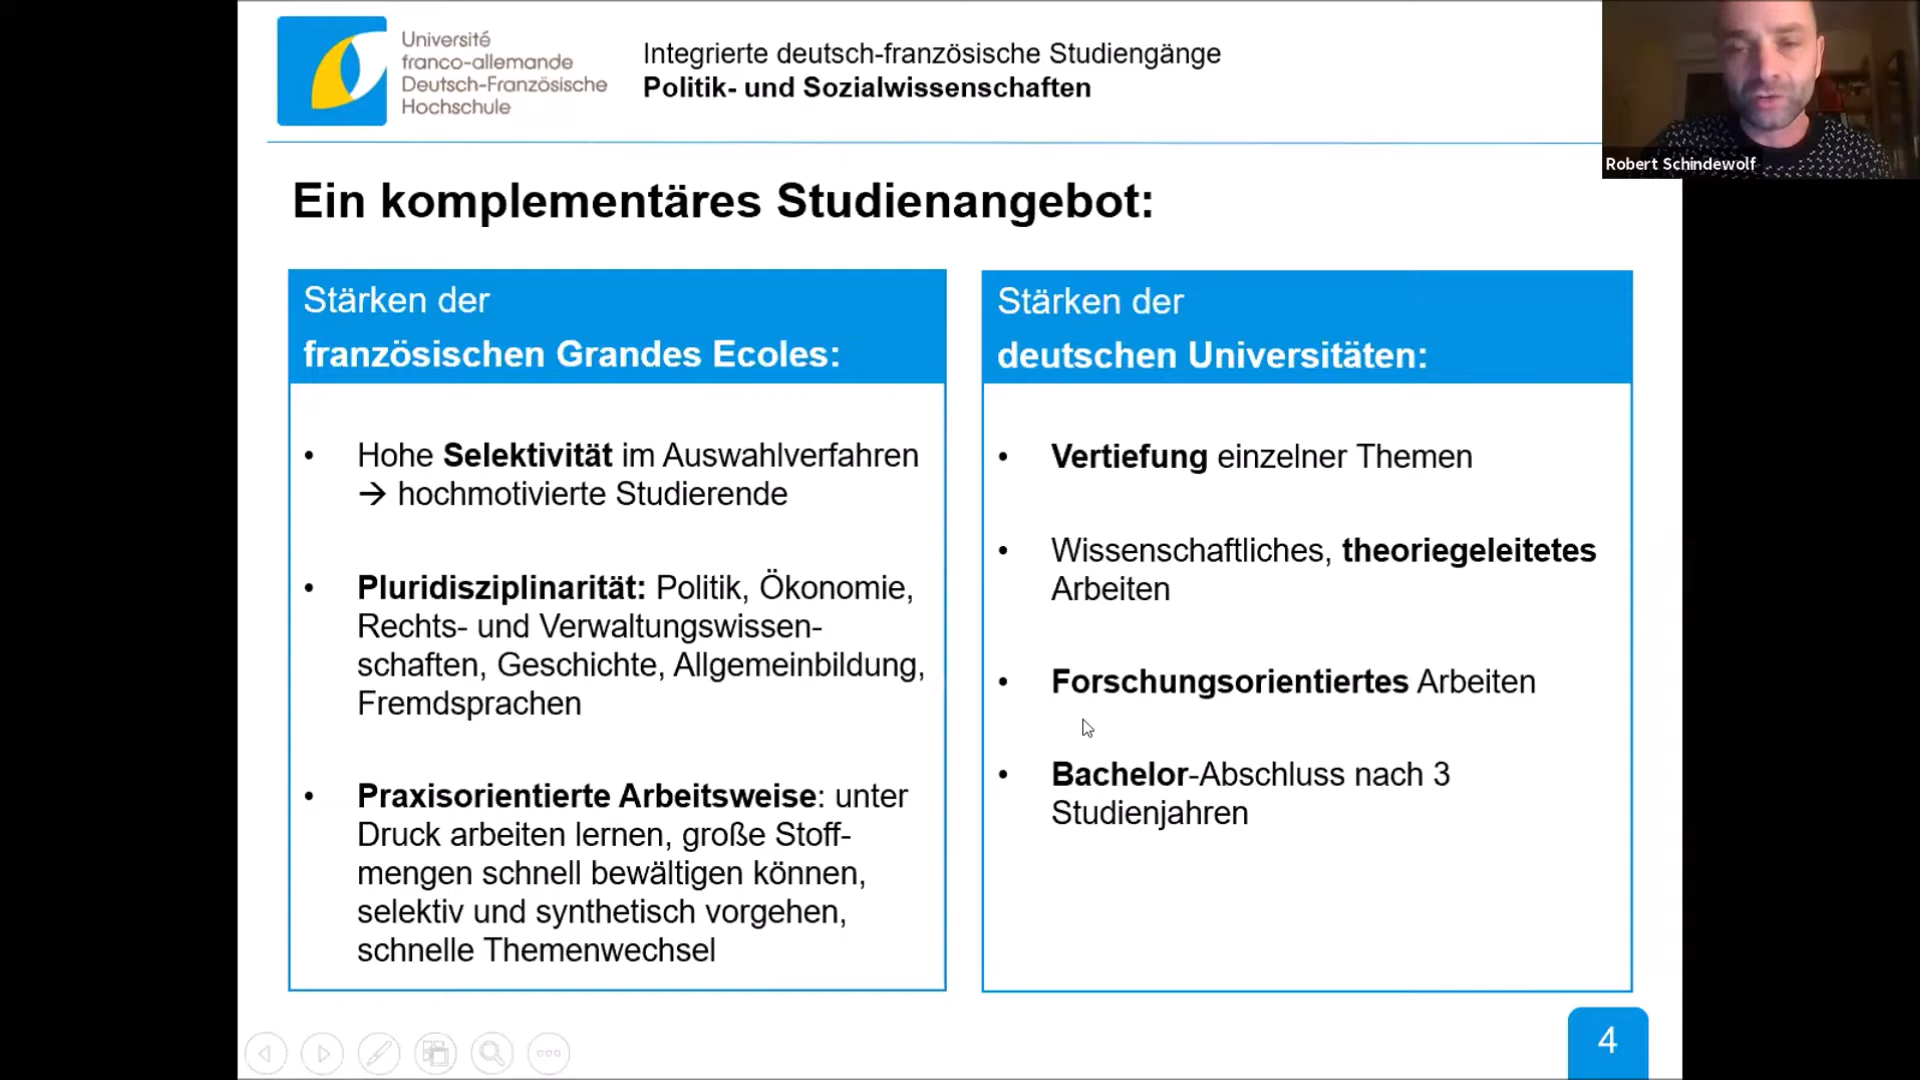 Université
franco-allemande
Deutsch-Französische
Hochschule
Integrierte deutsch-französische Studiengänge
Politik- und Sozialwissenschaften
Robert Schindewolf
Ein komplementäres Studienangebot:
Stärken der
französischen Grandes Ecoles:
• Hohe Selektivität im Auswahlverfahren
→ hochmotivierte Studierende
• Pluridisziplinarität: Politik, Ökonomie,
Rechts- und Verwaltungswissen-
schaften, Geschichte, Allgemeinbildung,
Fremdsprachen
• Praxisorientierte Arbeitsweise: unter
Druck arbeiten lernen, große Stoff-
mengen schnell bewältigen können,
selektiv und synthetisch vorgehen,
schnelle Themenwechsel
Stärken der
deutschen Universitäten:
• Vertiefung einzelner Themen
• Wissenschaftliches, theoriegeleitetes
Arbeiten
• Forschungsorientiertes Arbeiten
• Bachelor-Abschluss nach 3
Studienjahren
4